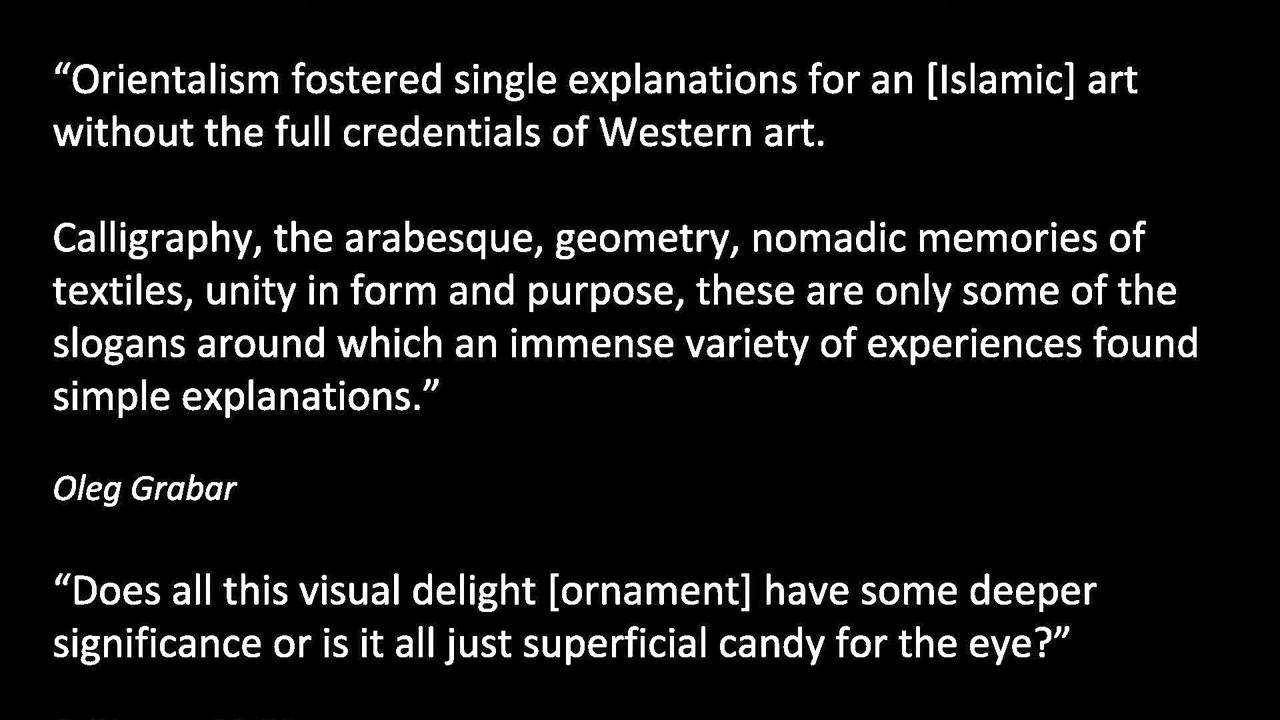 “Orientalism fostered single explanations for an [Islamic] art
without the full credentials of Western art.
Calligraphy, the arabesque, geometry, nomadic memories of
textiles, unity in form and purpose, these are only some of the
slogans around which an immense variety of experiences found
simple explanations.”
Oleg Grabar
“Does all this visual delight [ornament] have some deeper
significance or is it all just superficial candy for the eye?”